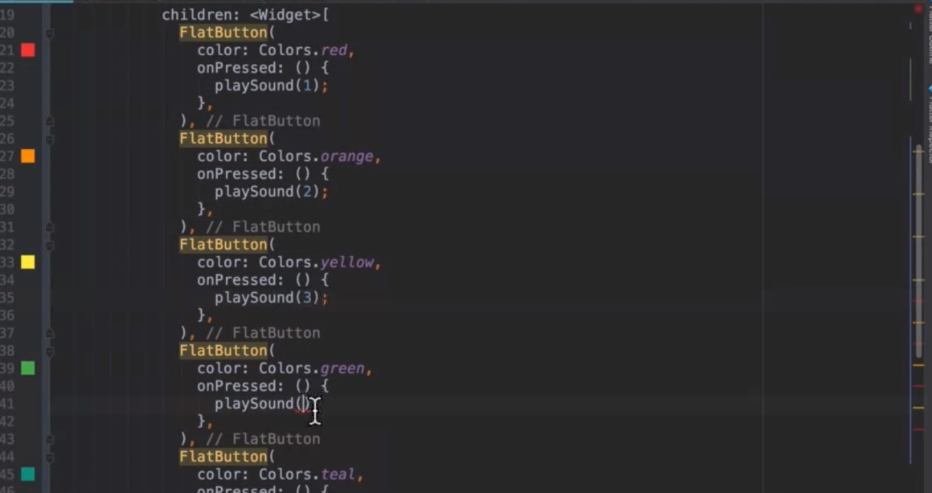 19 children: <Widget>[
20 FlatButton(
21 color: Colors.red,
22 onPressed: () {
23 playSound(1);
24 },
25 ), // FlatButton
26 FlatButton(
27 color: Colors.orange,
28 onPressed: () {
29 playSound(2);
30 },
31 ), // FlatButton
32 FlatButton(
33 color: Colors.yellow,
34 onPressed: () {
35 playSound(3);
36 },
37 ), // FlatButton
38 FlatButton(
39 color: Colors.green,
40 onPressed: () {
41 playSound()
42 },
43 ), // FlatButton
44 FlatButton(
45 color: Colors.teal,
46 onPressed: () {